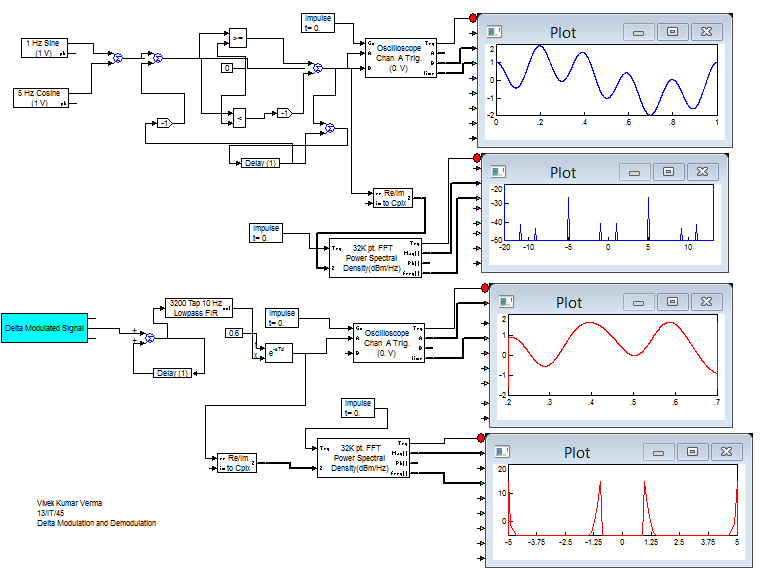 1 Hz Sine
(1 V)
5 Hz Cosine
(1 V)
-1
>=
0
<
-1
Delay (1)
Impulse
t= 0.
Oscilloscope
Chan A Trig.
(0. V)
Plot
2
1
0
-1
-2
0
.2
.4
.6
.8
1
Re/Im
to Cplx
Impulse
t= 0.
32K pt. FFT
Power Spectral
Density(dBm/Hz)
Plot
-20
-30
-40
-50
-20
-10
-5
0
5
10
Delta Modulated Signal
3200 Tap 10 Hz
Lowpass FIR
Delay (1)
0.6
Impulse
t= 0.
Oscilloscope
Chan A Trig.
(0. V)
Plot
2
1
0
-1
-2
.2
.3
.4
.5
.6
.7
Impulse
t= 0.
Re/Im
to Cplx
32K pt. FFT
Power Spectral
Density(dBm/Hz)
Plot
20
10
0
-5
-3.75
-2.5
-1.25
0
1.25
2.5
3.75
5
Vivek Kumar Verma
13/IT/45
Delta Modulation and Demodulation